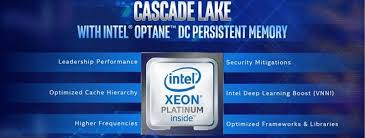 CASCADE LAKE
WITH INTEL® OPTANE™ DC PERSISTENT MEMORY
Leadership Performance
Security Mitigations
Optimized Cache Hierarchy
Intel Deep Learning Boost (VNNI)
Higher Frequencies
Optimized Frameworks & Libraries
intel
XEON
PLATINUM
inside™